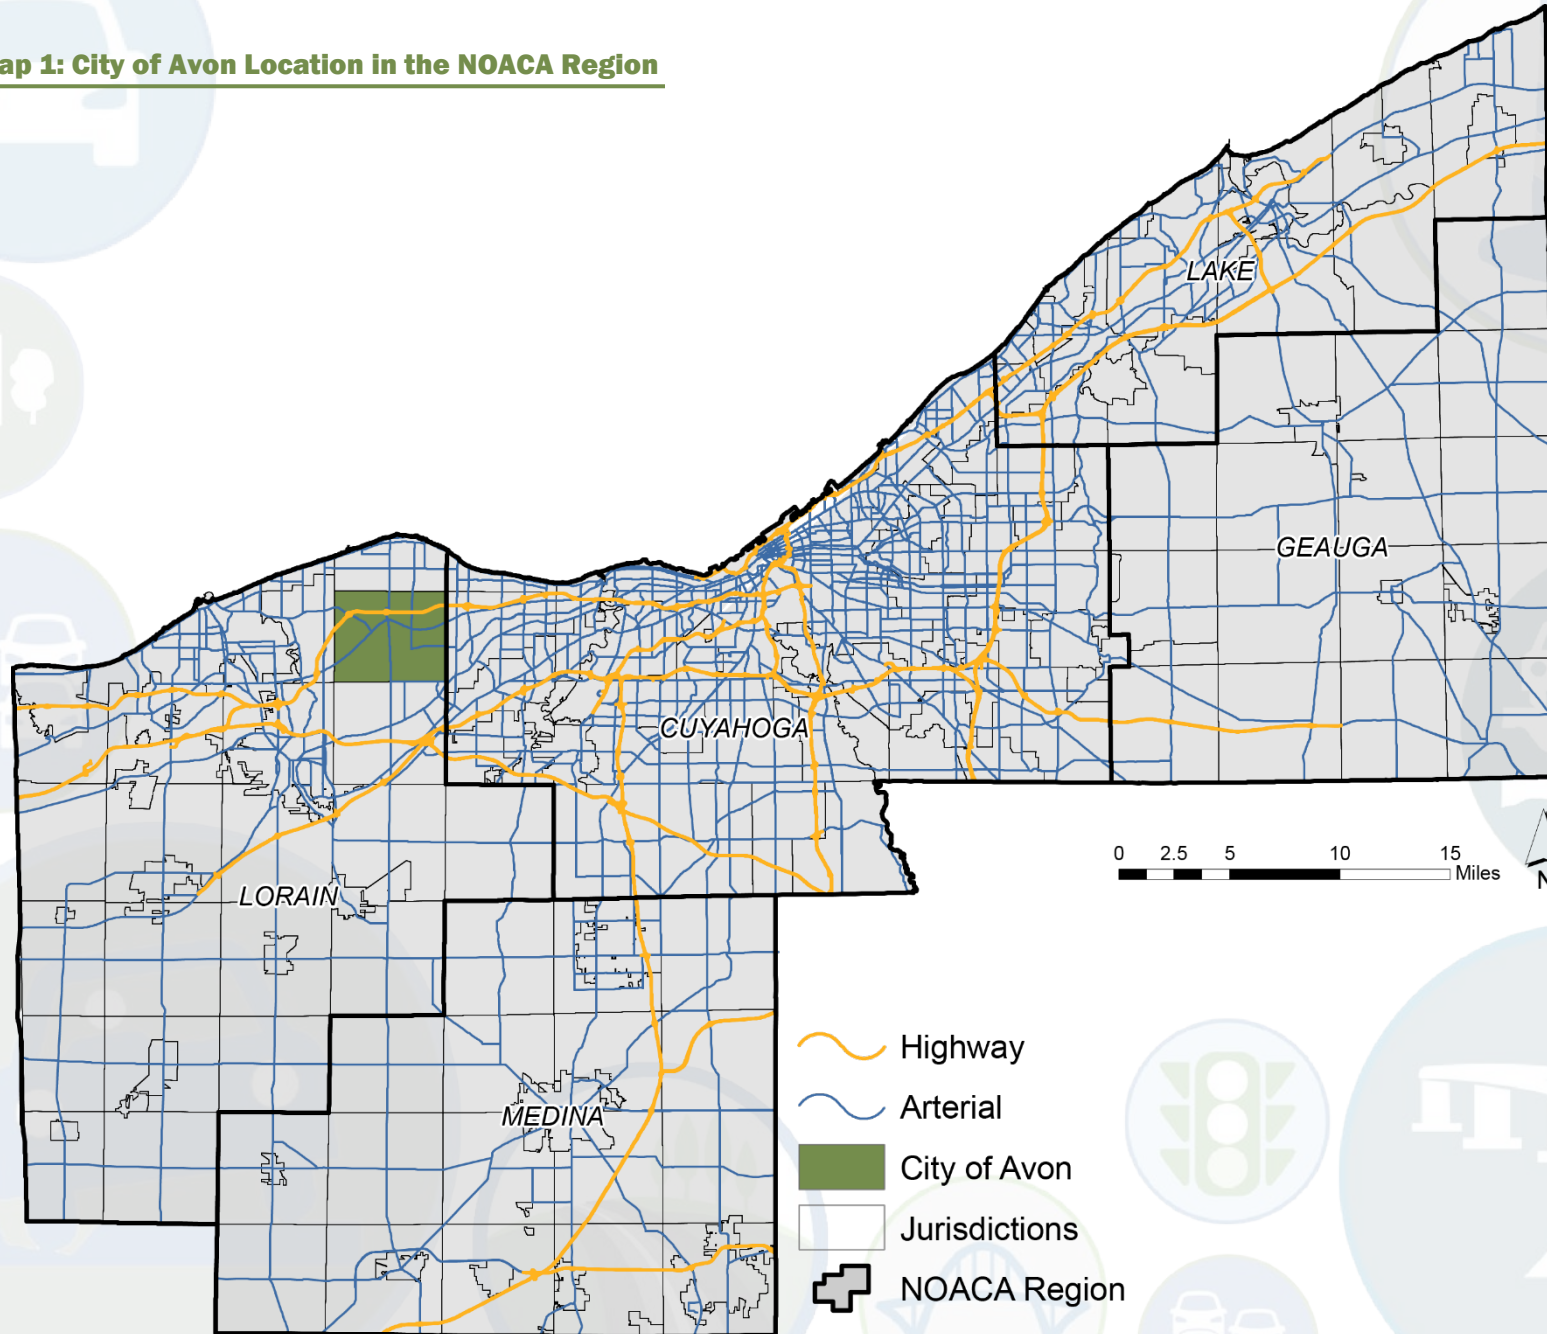 ap 1: City of Avon Location in the NOACA Region
LAKE
GEAUGA
CUYAHOGA
LORAIN
MEDINA
0 2.5 5 10 15
Miles
N
Highway
Arterial
City of Avon
Jurisdictions
NOACA Region